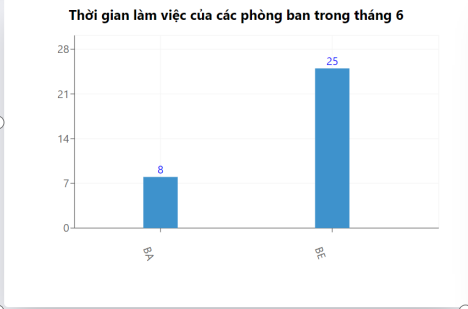 Thời gian làm việc của các phòng ban trong tháng 6
28
25
21
14
8
7
0
BA
BE